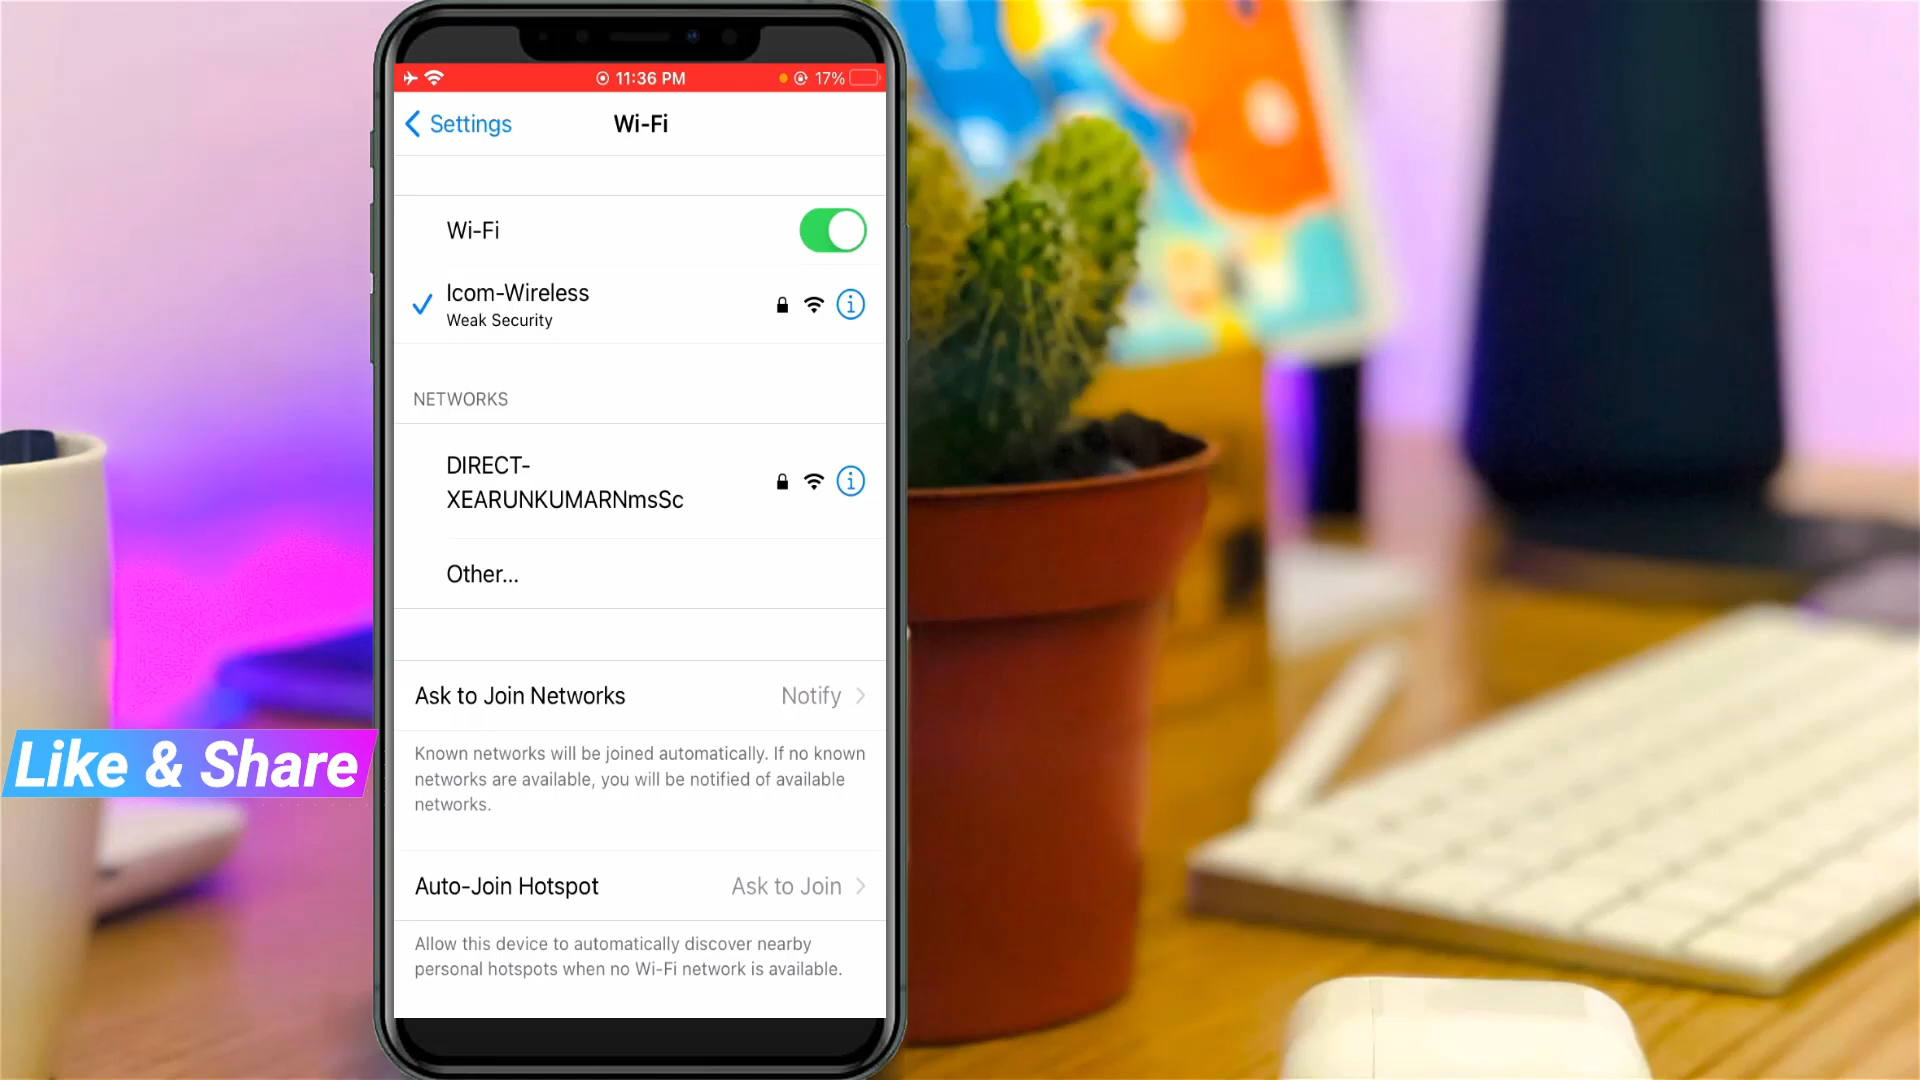 11:36 PM
17%
Settings
Wi-Fi
Wi-Fi
Icom-Wireless
Weak Security
NETWORKS
DIRECT-
XEARUNKUMARNmsSc
Other...
Ask to Join Networks
Notify
Known networks will be joined automatically. If no known
networks are available, you will be notified of available
networks.
Like & Share
Auto-Join Hotspot
Ask to Join
Allow this device to automatically discover nearby
personal hotspots when no Wi-Fi network is available.